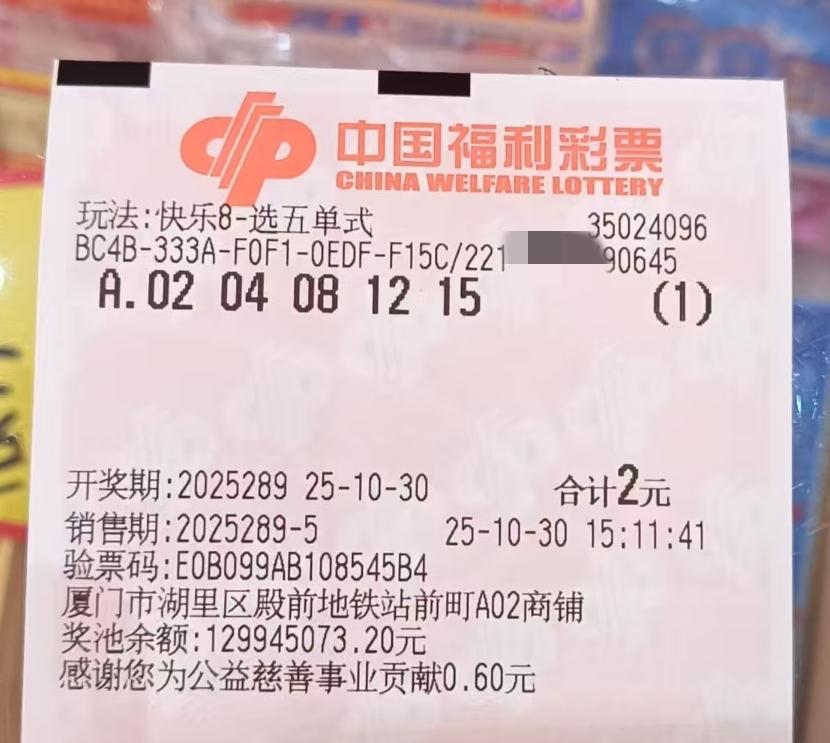 中国福利彩票
CHINA WELFARE LOTTERY
玩法:快乐8-选五单式 35024096
BC4B-333A-F0F1-0EDF-F15C/221 90645
A.02 04 08 12 15 (1)
开奖期:2025289 25-10-30 合计2元
销售期:2025289-5 25-10-30 15:11:41
验票码:E0B099AB108545B4
厦门市湖里区殿前地铁站前町A02商铺
奖池余额:129945073.20元
感谢您为公益慈善事业贡献0.60元